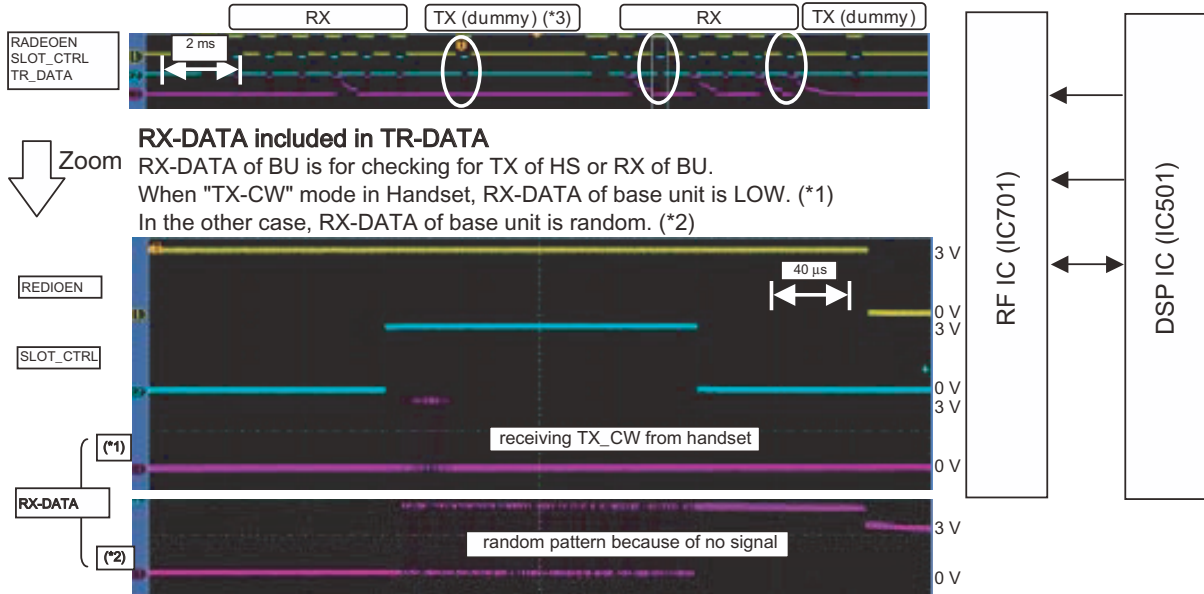 RX
TX (dummy) (*3)
RX
TX (dummy)
RADEOEN
SLOT_CTRL
TR_DATA
2 ms
Zoom
RX-DATA included in TR-DATA
RX-DATA of BU is for checking for TX of HS or RX of BU.
When "TX-CW" mode in Handset, RX-DATA of base unit is LOW. (*1)
In the other case, RX-DATA of base unit is random. (*2)
REDIOEN
40 µs
3 V
0 V
3 V
SLOT_CTRL
0 V
3 V
(*1)
receiving TX_CW from handset
0 V
RX-DATA
(*2)
random pattern because of no signal
3 V
0 V
RF IC (IC701)
DSP IC (IC501)